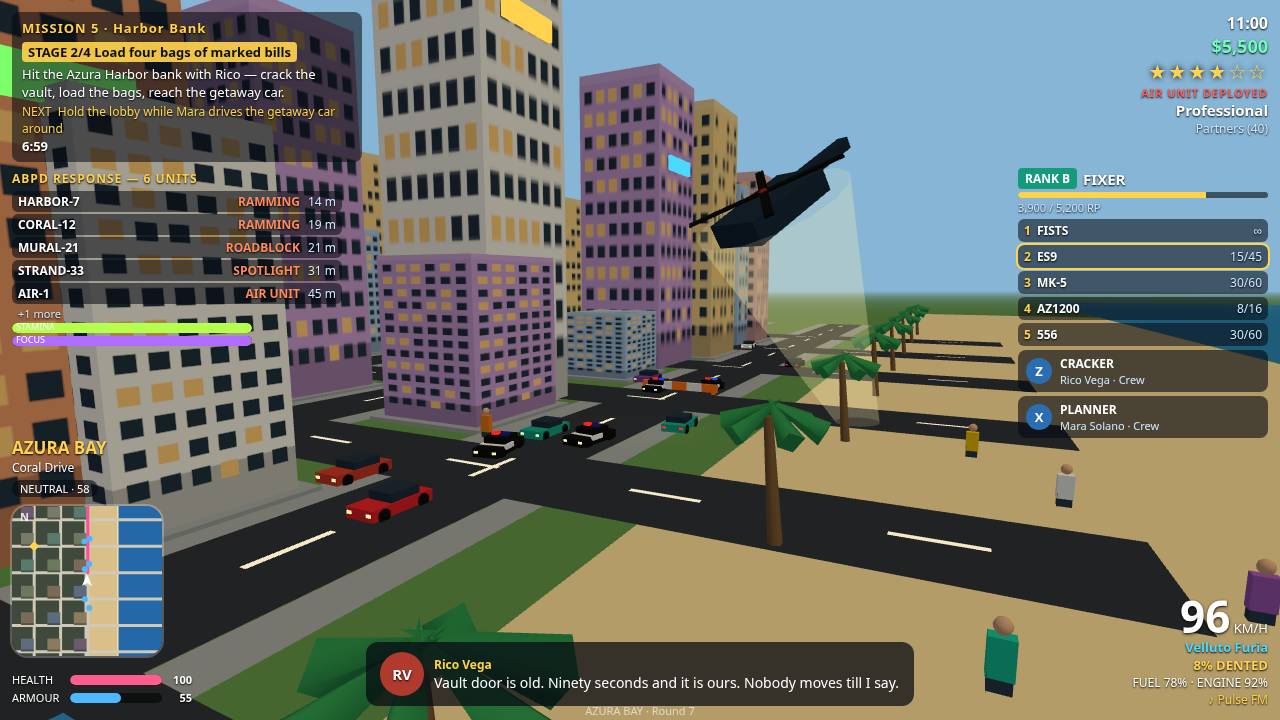 MISSION 5 · Harbor Bank
STAGE 2/4 Load four bags of marked bills
Hit the Azura Harbor bank with Rico — crack the
vault, load the bags, reach the getaway car.
NEXT Hold the lobby while Mara drives the getaway car
around
6:59
ABPD RESPONSE — 6 UNITS
HARBOR-7 RAMMING 14 m
CORAL-12 RAMMING 19 m
MURAL-21 ROADBLOCK 21 m
STRAND-33 SPOTLIGHT 31 m
AIR-1 AIR UNIT 45 m
+1 more
STAMINA
FOCUS
11:00
$5,500
★★★★☆☆
AIR UNIT DEPLOYED
Professional
Partners (40)
RANK B FIXER
3,900 / 5,200 RP
1 FISTS ∞
2 ES9 15/45
3 MK-5 30/60
4 AZ1200 8/16
5 556 30/60
Z CRACKER
Rico Vega · Crew
X PLANNER
Mara Solano · Crew
AZURA BAY
Coral Drive
NEUTRAL · 58
N
HEALTH 100
ARMOUR 55
RV
Rico Vega
Vault door is old. Ninety seconds and it is ours. Nobody moves till I say.
AZURA BAY · Round 7
96 KM/H
Velluto Furia
8% DENTED
FUEL 78% · ENGINE 92%
♪ Pulse FM